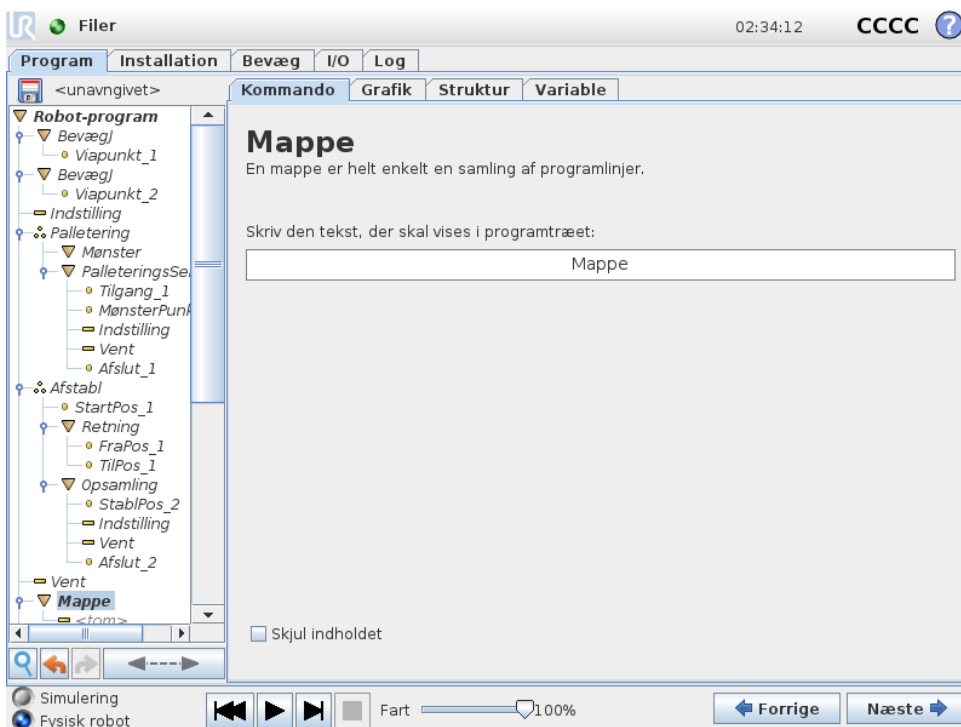 UR Filer 02:34:12 CCCC ?
Program Installation Bevæg I/O Log
<unavngivet>
Kommando Grafik Struktur Variable
Robot-program
BevægJ
Viapunkt_1
BevægJ
Viapunkt_2
Indstilling
Palletering
Mønster
PalleteringsSe
Tilgang_1
MønsterPunk
Indstilling
Vent
Afslut_1
Afstabl
StartPos_1
Retning
FraPos_1
TilPos_1
Opsamling
StablPos_2
Indstilling
Vent
Afslut_2
Vent
Mappe
<tom>
Mappe
En mappe er helt enkelt en samling af programlinjer.
Skriv den tekst, der skal vises i programtræet:
Mappe
Skjul indholdet
Simulering
Fysisk robot
Fart 100%
Forrige Næste